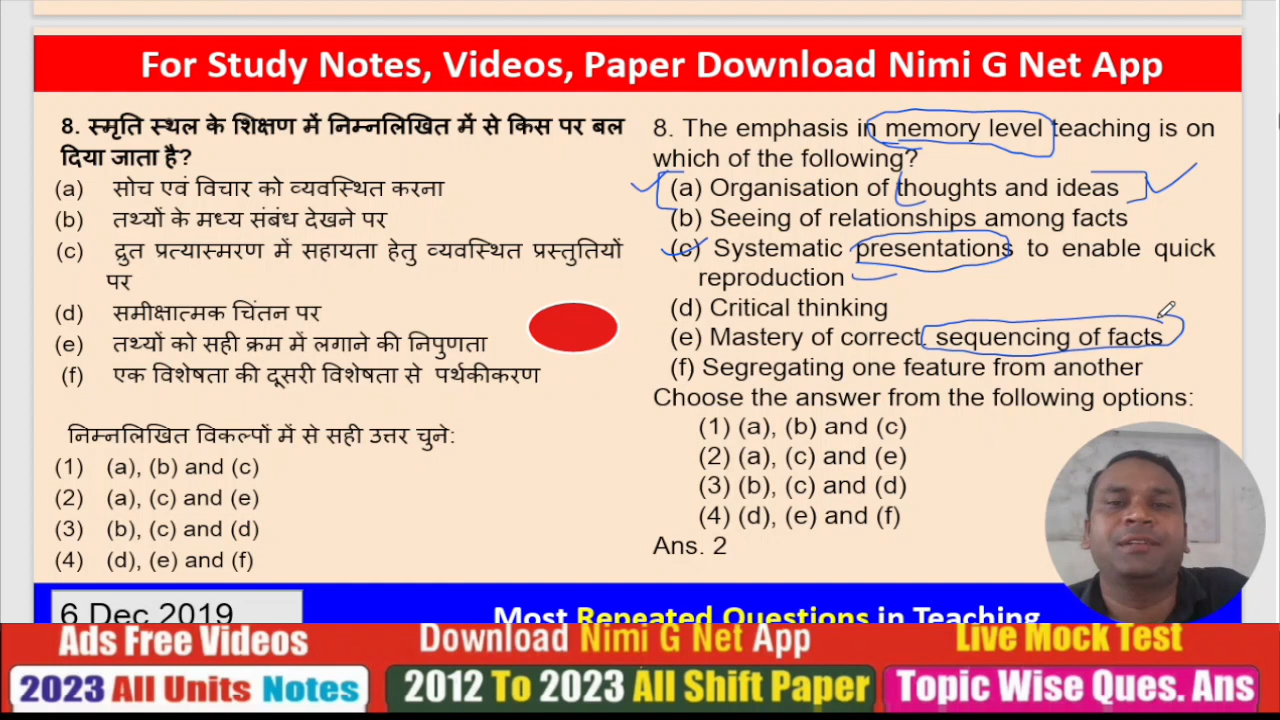 For Study Notes, Videos, Paper Download Nimi G Net App
8. स्मृति स्थल के शिक्षण में निम्नलिखित में से किस पर बल
दिया जाता है?
(a) सोच एवं विचार को व्यवस्थित करना
(b) तथ्यों के मध्य संबंध देखने पर
(c) द्रुत प्रत्यास्मरण में सहायता हेतु व्यवस्थित प्रस्तुतियों
पर
(d) समीक्षात्मक चिंतन पर
(e) तथ्यों को सही क्रम में लगाने की निपुणता
(f) एक विशेषता की दूसरी विशेषता से पर्थकीकरण
निम्नलिखित विकल्पों में से सही उत्तर चुने:
(1) (a), (b) and (c)
(2) (a), (c) and (e)
(3) (b), (c) and (d)
(4) (d), (e) and (f)
8. The emphasis in memory level teaching is on
which of the following?
(a) Organisation of thoughts and ideas
(b) Seeing of relationships among facts
(c) Systematic presentations to enable quick
reproduction
(d) Critical thinking
(e) Mastery of correct sequencing of facts
(f) Segregating one feature from another
Choose the answer from the following options:
(1) (a), (b) and (c)
(2) (a), (c) and (e)
(3) (b), (c) and (d)
(4) (d), (e) and (f)
Ans. 2
6 Dec 2019
Most Repeated Questions in Teaching
Ads Free Videos
Download Nimi G Net App
Live Mock Test
2023 All Units Notes
2012 To 2023 All Shift Paper
Topic Wise Ques. Ans